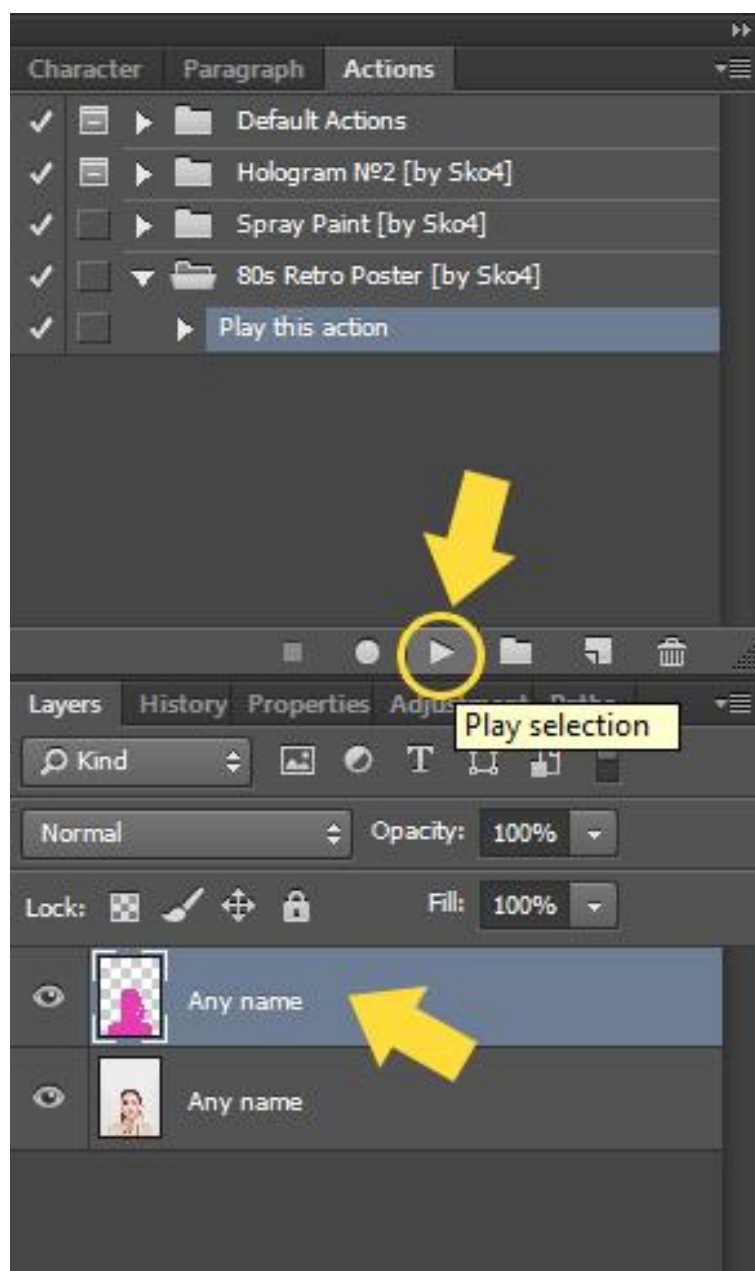 Character Paragraph Actions
Default Actions
Hologram №2 [by Sko4]
Spray Paint [by Sko4]
80s Retro Poster [by Sko4]
Play this action
Layers History Properties
Play selection
Kind
Normal Opacity: 100%
Lock: Fill: 100%
Any name
Any name